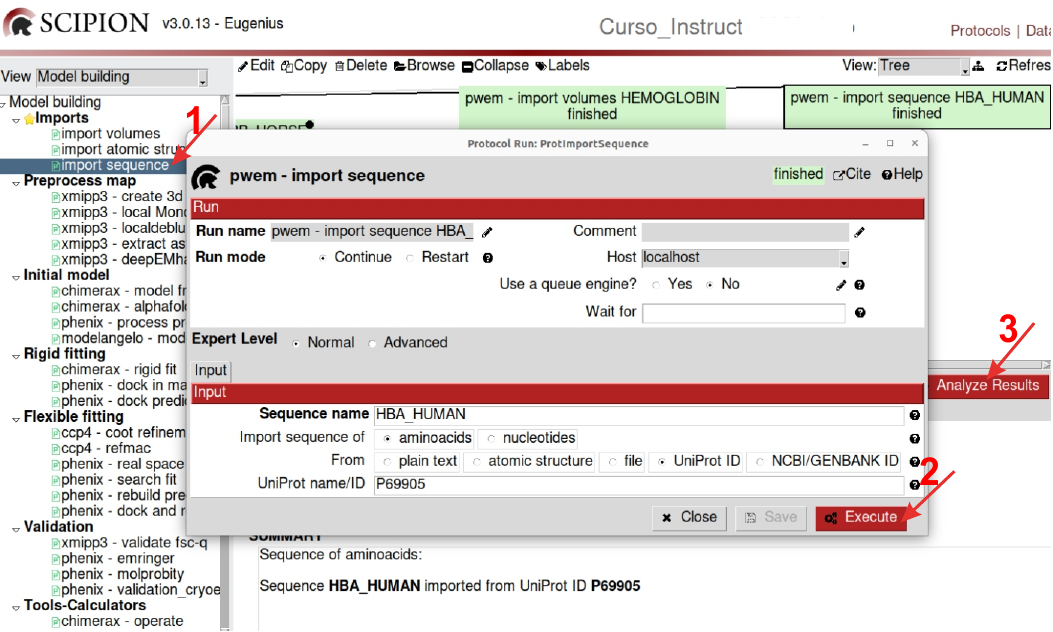 SCIPION v3.0.13 - Eugenius
Curso_Instruct
Protocols | Data
View Model building
Edit Copy Delete Browse Collapse Labels
View: Tree Refres
Model building
Imports
import volumes
import atomic stru
import sequence
Preprocess map
xmipp3 - create 3d
xmipp3 - local Mon
xmipp3 - localdeblu
xmipp3 - extract as
xmipp3 - deepEMha
Initial model
chimerax - model fr
chimerax - alphafol
phenix - process pr
modelangelo - mod
Rigid fitting
chimerax - rigid fit
phenix - dock in ma
phenix - dock predi
Flexible fitting
ccp4 - coot refinem
ccp4 - refmac
phenix - real space
phenix - search fit
phenix - rebuild pre
phenix - dock and r
Validation
xmipp3 - validate fsc-q
phenix - emringer
phenix - molprobity
phenix - validation_cryoe
Tools-Calculators
chimerax - operate
1
pwem - import volumes HEMOGLOBIN
finished
pwem - import sequence HBA_HUMAN
finished
Protocol Run: ProtImportSequence
pwem - import sequence
finished Cite Help
Run
Run name pwem - import sequence HBA_
Comment
Run mode Continue Restart
Host localhost
Use a queue engine? Yes No
Wait for
Expert Level Normal Advanced
Input
Input
Sequence name HBA_HUMAN
Import sequence of aminoacids nucleotides
From plain text atomic structure file UniProt ID NCBI/GENBANK ID
UniProt name/ID P69905
Close Save Execute
2
3
Analyze Results
SUMMARY
Sequence of aminoacids:
Sequence HBA_HUMAN imported from UniProt ID P69905